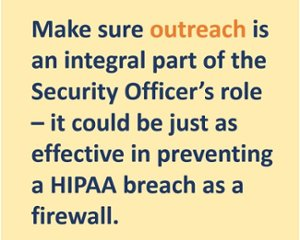 Make sure outreach is
an integral part of the
Security Officer’s role
– it could be just as
effective in preventing
a HIPAA breach as a
firewall.